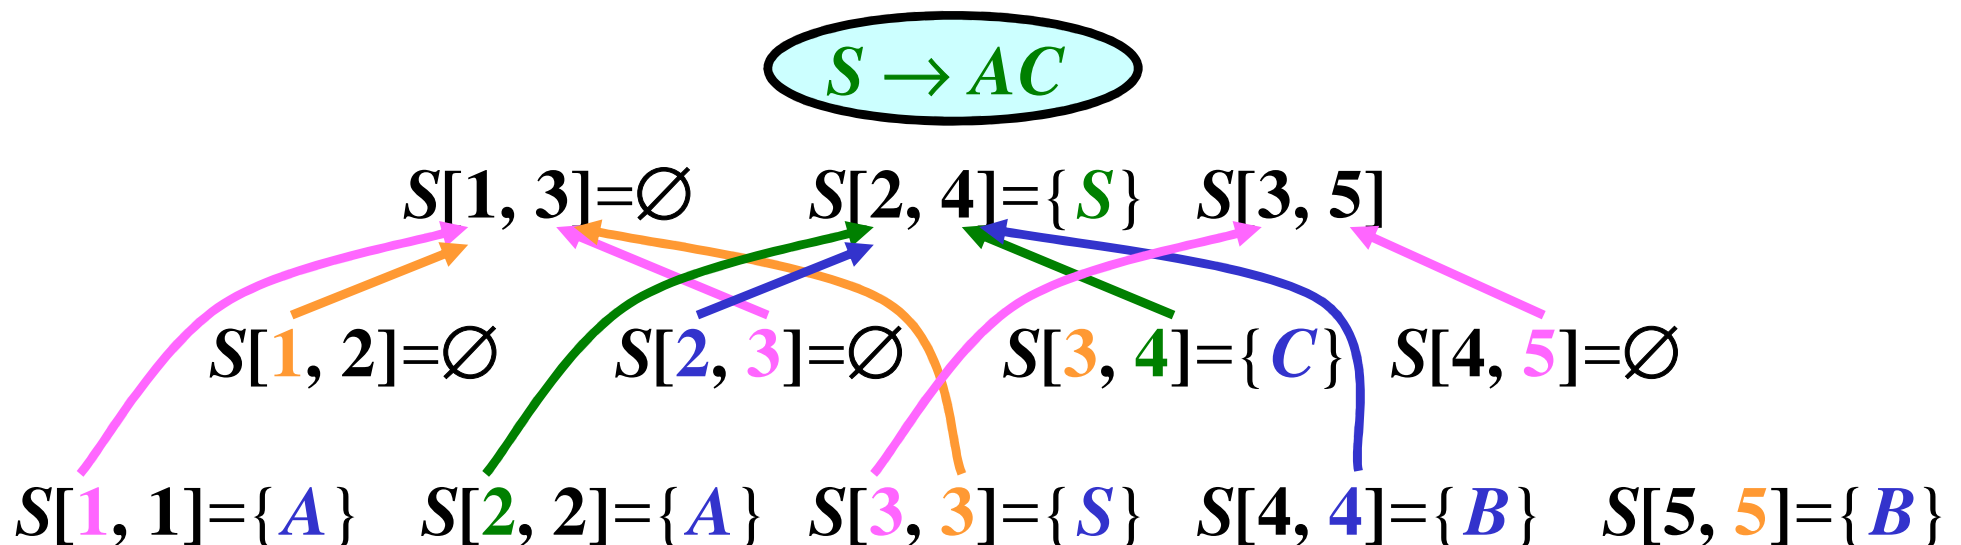 S → AC
S[1, 3]=∅ S[2, 4]={S} S[3, 5]
S[1, 2]=∅ S[2, 3]=∅ S[3, 4]={C} S[4, 5]=∅
S[1, 1]={A} S[2, 2]={A} S[3, 3]={S} S[4, 4]={B} S[5, 5]={B}